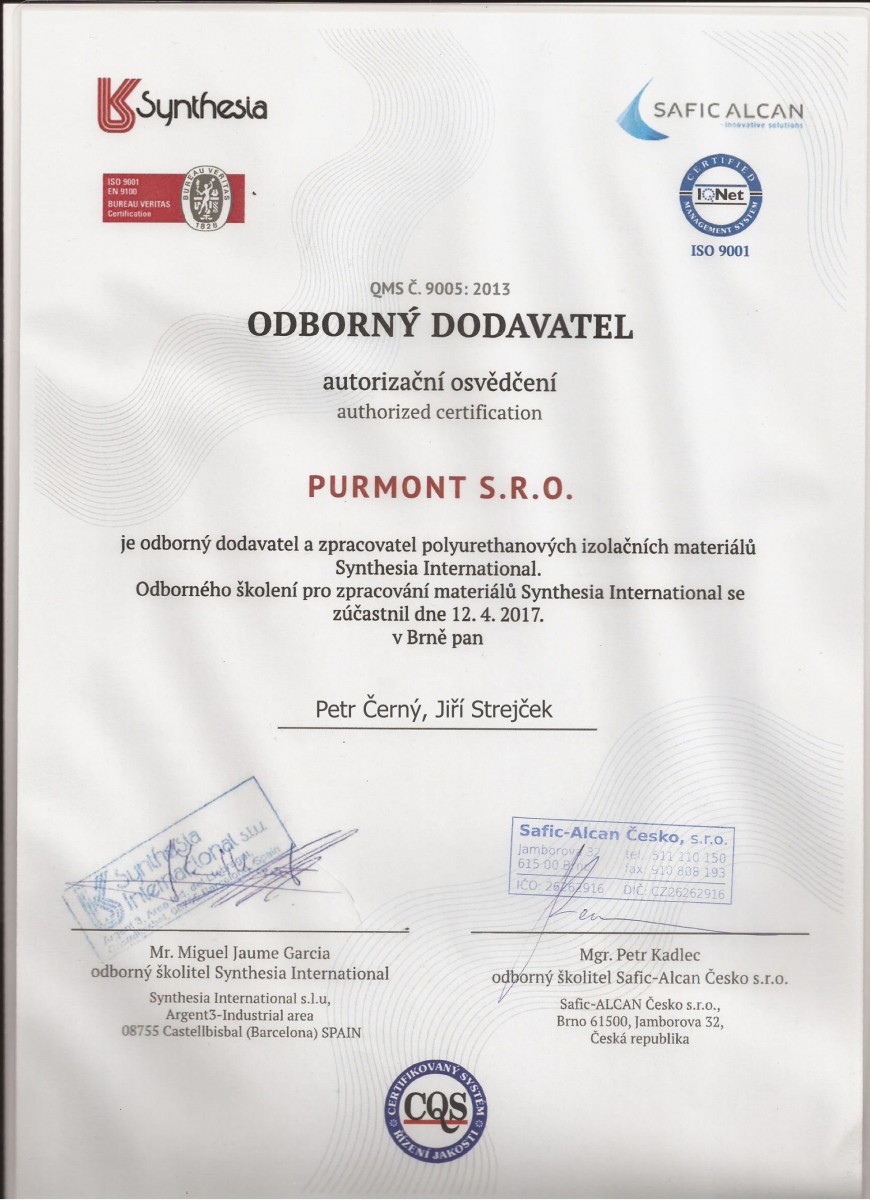 Synthesia
SAFIC ALCAN
innovative solutions
ISO 9001
EN 9100
BUREAU VERITAS
Certification
BUREAU VERITAS
1828
CERTIFIED
IQNet
MANAGEMENT SYSTEM
ISO 9001
QMS Č. 9005: 2013
ODBORNÝ DODAVATEL
autorizační osvědčení
authorized certification
PURMONT S.R.O.
je odborný dodavatel a zpracovatel polyurethanových izolačních materiálů
Synthesia International.
Odborného školení pro zpracování materiálů Synthesia International se
zúčastnil dne 12. 4. 2017.
v Brně pan
Petr Černý, Jiří Strejček
Synthesia
Internacional s.l.u.
Safic-Alcan Česko, s.r.o.
Jamborova 32
615 00 Brno
tel. 511 110 150
fax. 910 808 193
IČO: 26262916 DIČ: CZ26262916
Mr. Miguel Jaume Garcia
odborný školitel Synthesia International
Synthesia International s.l.u,
Argent3-Industrial area
08755 Castellbisbal (Barcelona) SPAIN
Mgr. Petr Kadlec
odborný školitel Safic-Alcan Česko s.r.o.
Safic-ALCAN Česko s.r.o.,
Brno 61500, Jamborova 32,
Česká republika
CERTIFIKOVANÝ SYSTÉM
CQS
ŘÍZENÍ JAKOSTI